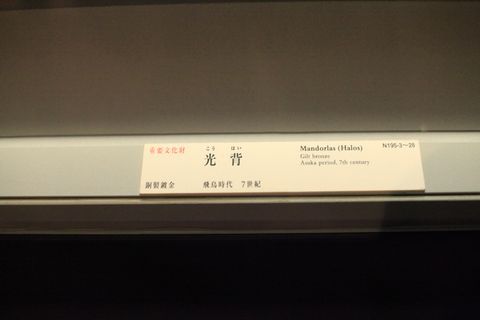 重要文化財
こう はい
光背
銅製鍍金 飛鳥時代 7世紀
Mandorlas (Halos)
Gilt bronze
Asuka period, 7th century
N195-3〜26